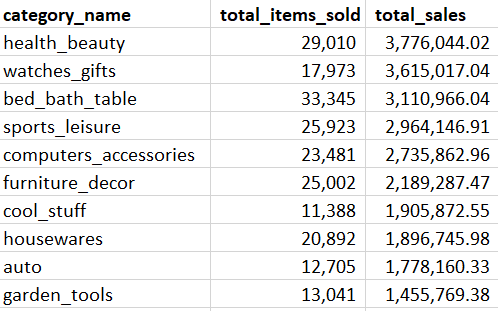 category_name total_items_sold total_sales
health_beauty 29,010 3,776,044.02
watches_gifts 17,973 3,615,017.04
bed_bath_table 33,345 3,110,966.04
sports_leisure 25,923 2,964,146.91
computers_accessories 23,481 2,735,862.96
furniture_decor 25,002 2,189,287.47
cool_stuff 11,388 1,905,872.55
housewares 20,892 1,896,745.98
auto 12,705 1,778,160.33
garden_tools 13,041 1,455,769.38